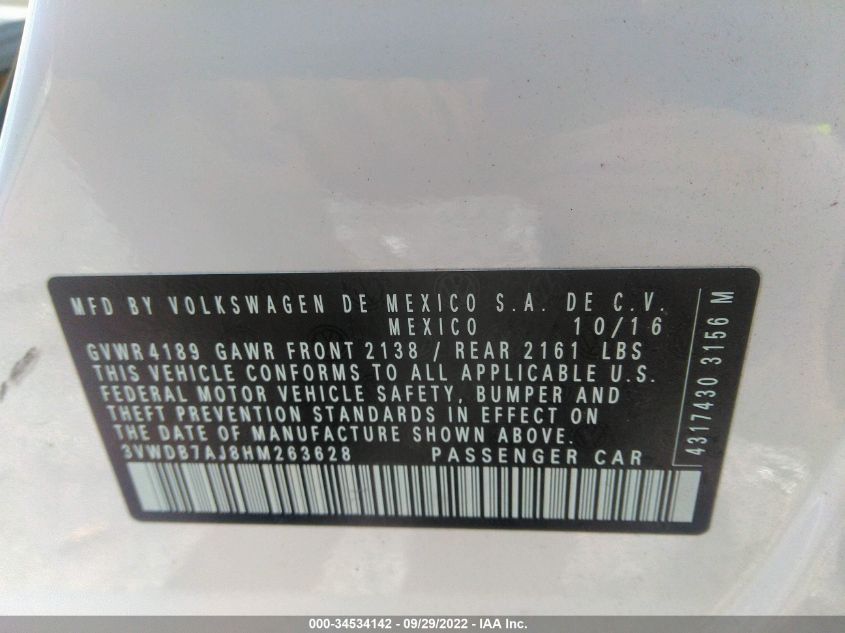 MFD BY VOLKSWAGEN DE MEXICO S.A. DE C.V.
MEXICO 10/16
GVWR 4189 GAWR FRONT 2138 / REAR 2161 LBS
THIS VEHICLE CONFORMS TO ALL APPLICABLE U.S.
FEDERAL MOTOR VEHICLE SAFETY, BUMPER AND
THEFT PREVENTION STANDARDS IN EFFECT ON
THE DATE OF MANUFACTURE SHOWN ABOVE.
3VWDB7AJ8HM263628 PASSENGER CAR
4317430 3156 M
000-34534142 - 09/29/2022 - IAA Inc.